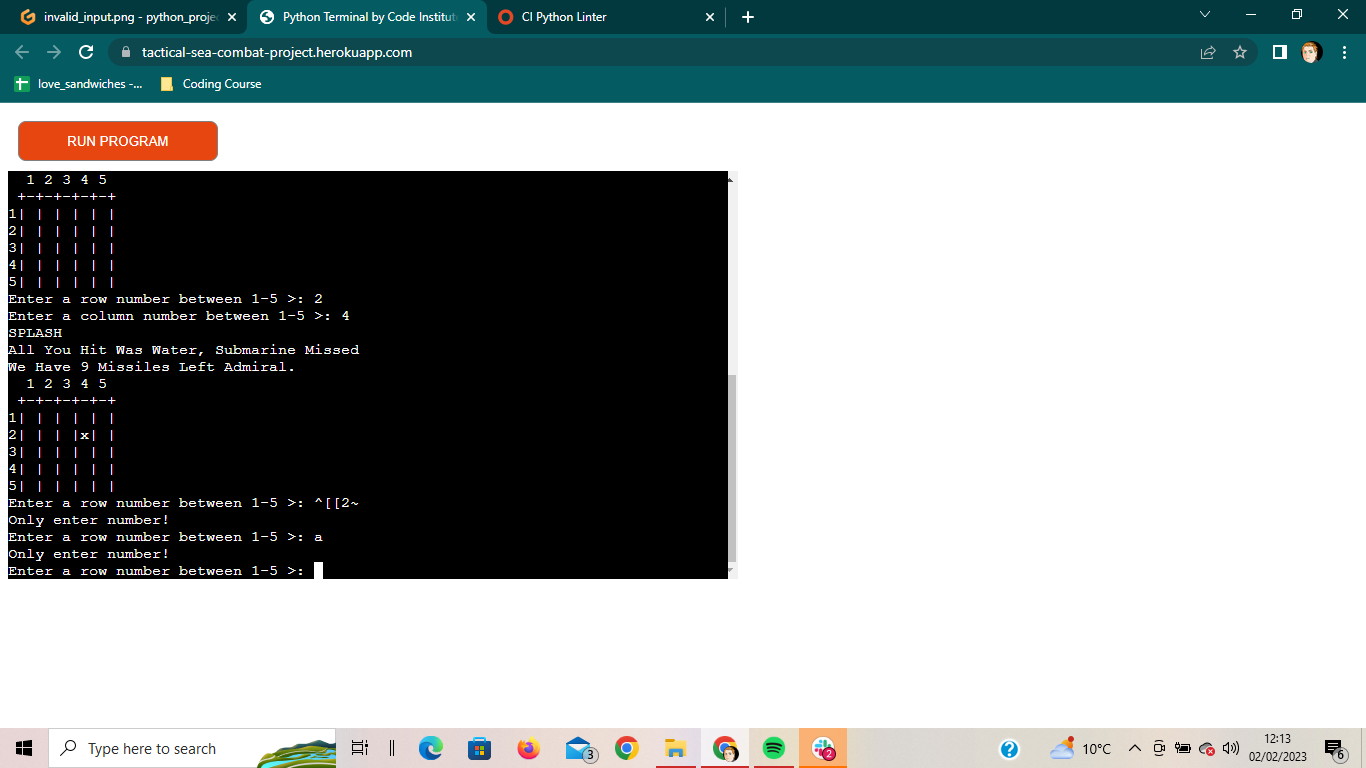 invalid_input.png - python_proje
Python Terminal by Code Institut
CI Python Linter
tactical-sea-combat-project.herokuapp.com
love_sandwiches -...
Coding Course
RUN PROGRAM
1 2 3 4 5
+-+-+-+-+-+
1| | | | | |
2| | | | | |
3| | | | | |
4| | | | | |
5| | | | | |
Enter a row number between 1-5 >: 2
Enter a column number between 1-5 >: 4
SPLASH
All You Hit Was Water, Submarine Missed
We Have 9 Missiles Left Admiral.
1 2 3 4 5
+-+-+-+-+-+
1| | | | | |
2| | | |x| |
3| | | | | |
4| | | | | |
5| | | | | |
Enter a row number between 1-5 >: ^[[2~
Only enter number!
Enter a row number between 1-5 >: a
Only enter number!
Enter a row number between 1-5 >:
Type here to search
3
2
10°C
12:13
02/02/2023
6